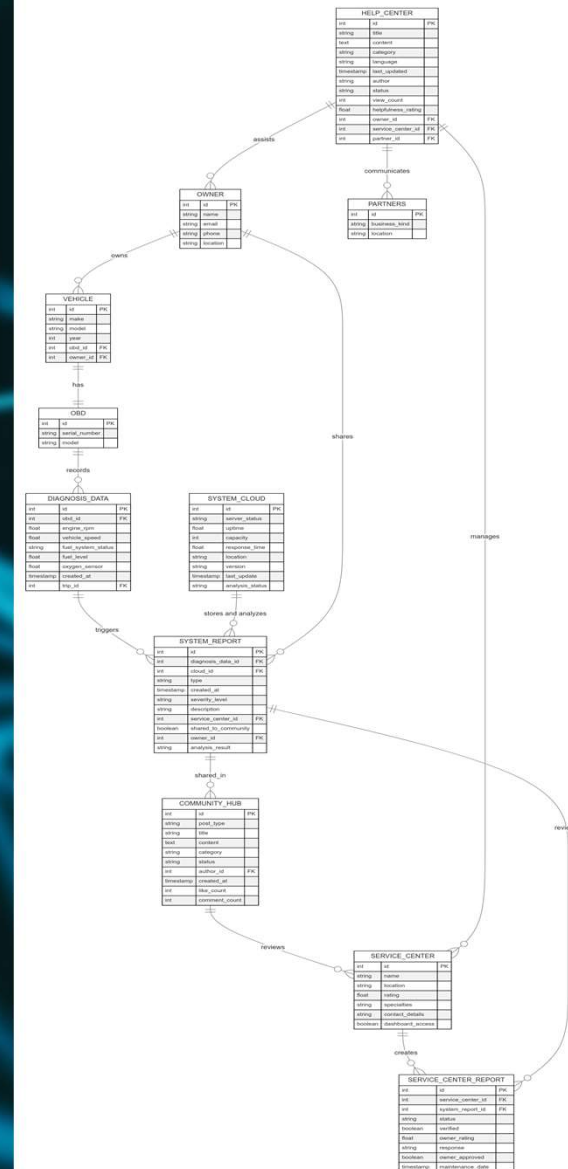 HELP_CENTER
int id PK
string title
text content
string category
string language
timestamp last_updated
string author
string status
int view_count
float helpfulness_rating
int owner_id FK
int service_center_id FK
int partner_id FK
assists
communicates
OWNER
int id PK
string name
string email
string phone
string location
PARTNERS
int id PK
string business_kind
string location
owns
VEHICLE
int id PK
string make
string model
int year
int obd_id FK
int owner_id FK
has
OBD
int id PK
string serial_number
string model
shares
records
DIAGNOSIS_DATA
int id PK
int obd_id FK
float engine_rpm
float vehicle_speed
string fuel_system_status
float fuel_level
float oxygen_sensor
timestamp created_at
int trip_id FK
SYSTEM_CLOUD
int id PK
string server_status
float uptime
int capacity
float response_time
string location
string version
timestamp last_update
string analysis_status
manages
stores and analyzes
triggers
SYSTEM_REPORT
int id PK
int diagnosis_data_id FK
int cloud_id FK
string type
timestamp created_at
string severity_level
string description
int service_center_id FK
boolean shared_to_community
int owner_id FK
string analysis_result
shared_in
COMMUNITY_HUB
int id PK
string post_type
string title
text content
string category
string status
int author_id FK
timestamp created_at
int like_count
int comment_count
revi
reviews
SERVICE_CENTER
int id PK
string name
string location
float rating
string specialties
string contact_details
boolean dashboard_access
creates
SERVICE_CENTER_REPORT
int id PK
int service_center_id FK
int system_report_id FK
string status
boolean verified
float owner_rating
string response
boolean owner_approved
timestamp maintenance_date